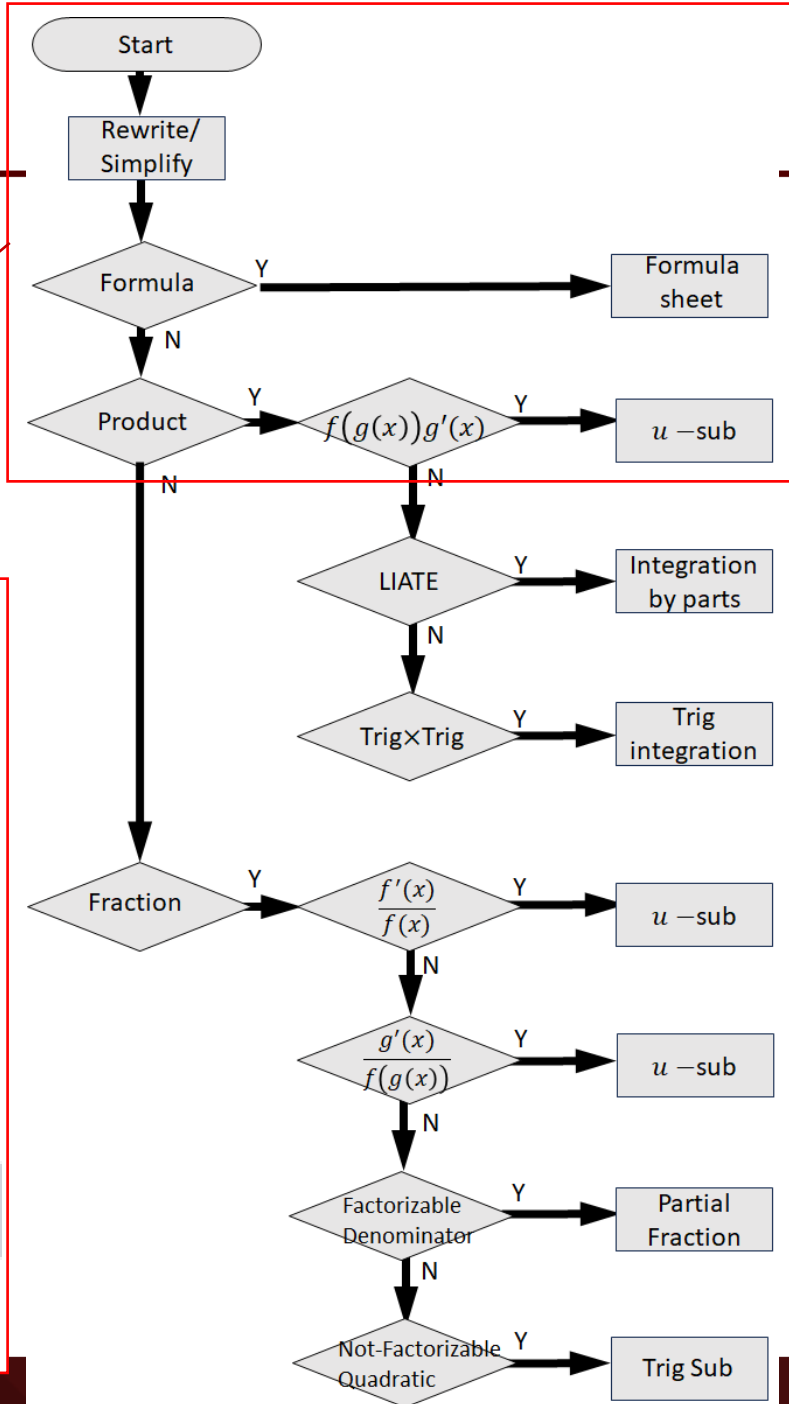 Start
Rewrite/
Simplify
Formula
Y
Formula
sheet
N
Product
Y
f(g(x))g′(x)
Y
u −sub
N
N
LIATE
Y
Integration
by parts
N
Trig×Trig
Y
Trig
integration
Fraction
Y
f′(x)
f(x)
Y
u −sub
N
g′(x)
f(g(x))
Y
u −sub
N
Factorizable
Denominator
Y
Partial
Fraction
N
Not-Factorizable
Quadratic
Y
Trig Sub